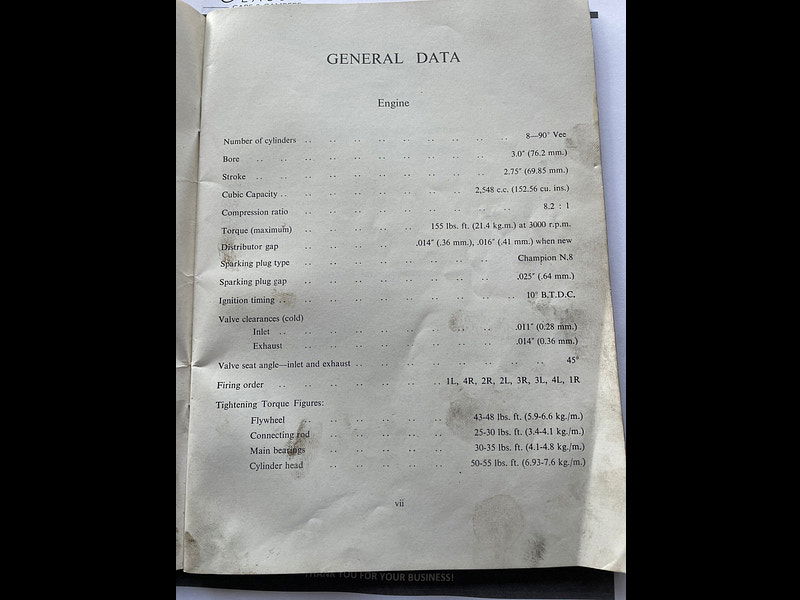 GENERAL DATA
Engine
Number of cylinders .. .. .. .. .. .. .. .. .. 8—90° Vee
Bore .. .. .. .. .. .. .. .. .. .. 3.0″ (76.2 mm.)
Stroke .. .. .. .. .. .. .. .. .. .. 2.75″ (69.85 mm.)
Cubic Capacity .. .. .. .. .. .. .. .. 2,548 c.c. (152.56 cu. ins.)
Compression ratio .. .. .. .. .. .. .. .. .. 8.2 : 1
Torque (maximum) .. .. .. .. .. 155 lbs. ft. (21.4 kg.m.) at 3000 r.p.m.
Distributor gap .. .. .. .. .014″ (.36 mm.), .016″ (.41 mm.) when new
Sparking plug type .. .. .. .. .. .. .. .. Champion N.8
Sparking plug gap .. .. .. .. .. .. .. .. .025″ (.64 mm.)
Ignition timing .. .. .. .. .. .. .. .. .. .. 10° B.T.D.C.
Valve clearances (cold)
Inlet .. .. .. .. .. .. .. .. .. .011″ (0.28 mm.)
Exhaust .. .. .. .. .. .. .. .. .014″ (0.36 mm.)
Valve seat angle—inlet and exhaust .. .. .. .. .. .. .. .. 45°
Firing order .. .. .. .. .. .. .. 1L, 4R, 2R, 2L, 3R, 3L, 4L, 1R
Tightening Torque Figures:
Flywheel .. .. .. .. .. .. .. 43-48 lbs. ft. (5.9-6.6 kg./m.)
Connecting rod .. .. .. .. .. .. .. 25-30 lbs. ft. (3.4-4.1 kg./m.)
Main bearings .. .. .. .. .. .. .. 30-35 lbs. ft. (4.1-4.8 kg./m.)
Cylinder head .. .. .. .. .. .. .. 50-55 lbs. ft. (6.93-7.6 kg./m.)
vii
THANK YOU FOR YOUR BUSINESS!